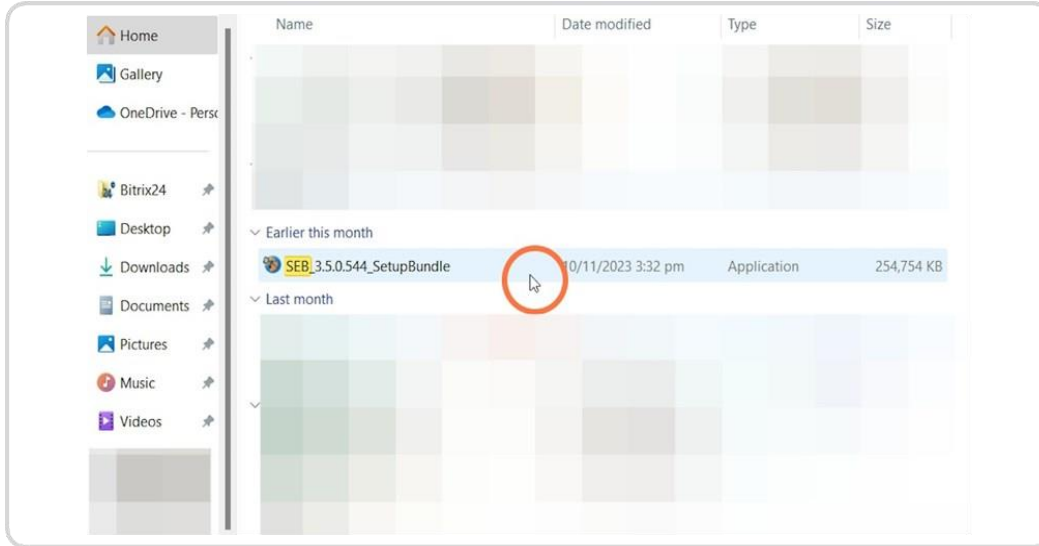 Home
Gallery
OneDrive - Perso
Bitrix24
Desktop
Downloads
Documents
Pictures
Music
Videos
Name Date modified Type Size
Earlier this month
SEB_3.5.0.544_SetupBundle 10/11/2023 3:32 pm Application 254,754 KB
Last month